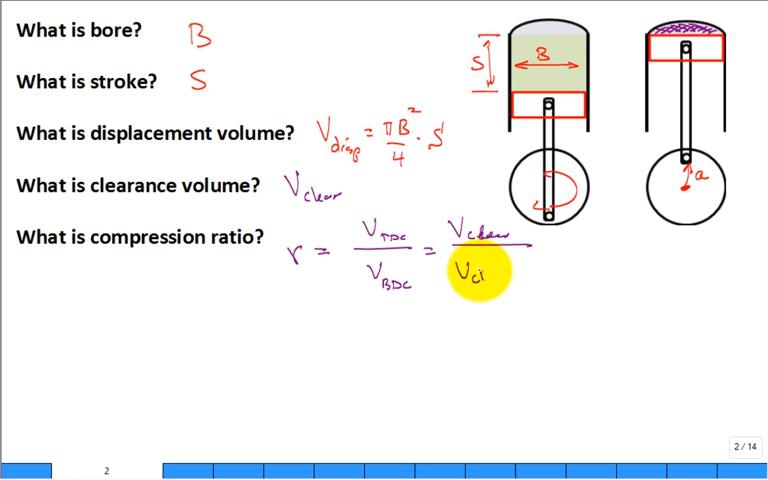 What is bore? B
What is stroke? S
What is displacement volume? V_disp = πB²/4 · S
What is clearance volume? V_clear
What is compression ratio? r = V_TDC / V_BDC = V_clear / V_cl
S
B
a
2 / 14
2